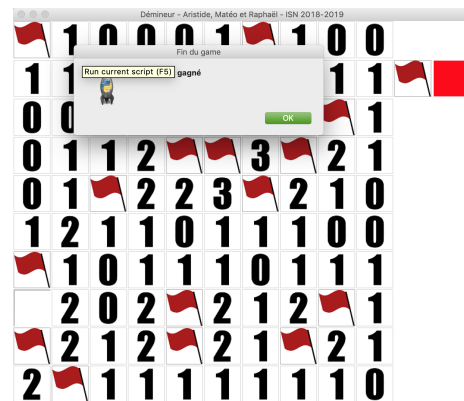 Démineur - Aristide, Matéo et Raphaël - ISN 2018-2019
1 0 0 0 1 1 0 0
Fin du game
Run current script (F5) gagné
OK
1 1 1 1
0 0 1
0 1 1 2 3 2 1
0 1 2 2 3 2 1 0
1 2 1 1 0 1 1 1 0 0
1 0 1 1 1 0 1 1 1
2 0 2 2 1 2 1
2 1 2 2 1 2 1
2 1 1 1 1 1 1 1 0